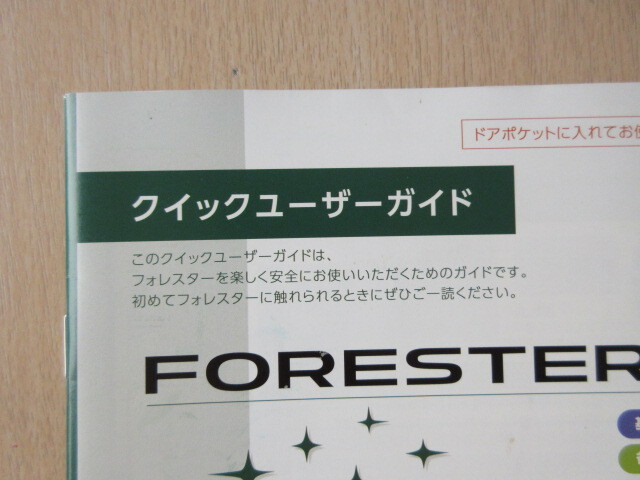 ドアポケットに入れてお
クイックユーザーガイド
このクイックユーザーガイドは、
フォレスターを楽しく安全にお使いいただくためのガイドです。
初めてフォレスターに触れられるときにぜひご一読ください。
FORESTER